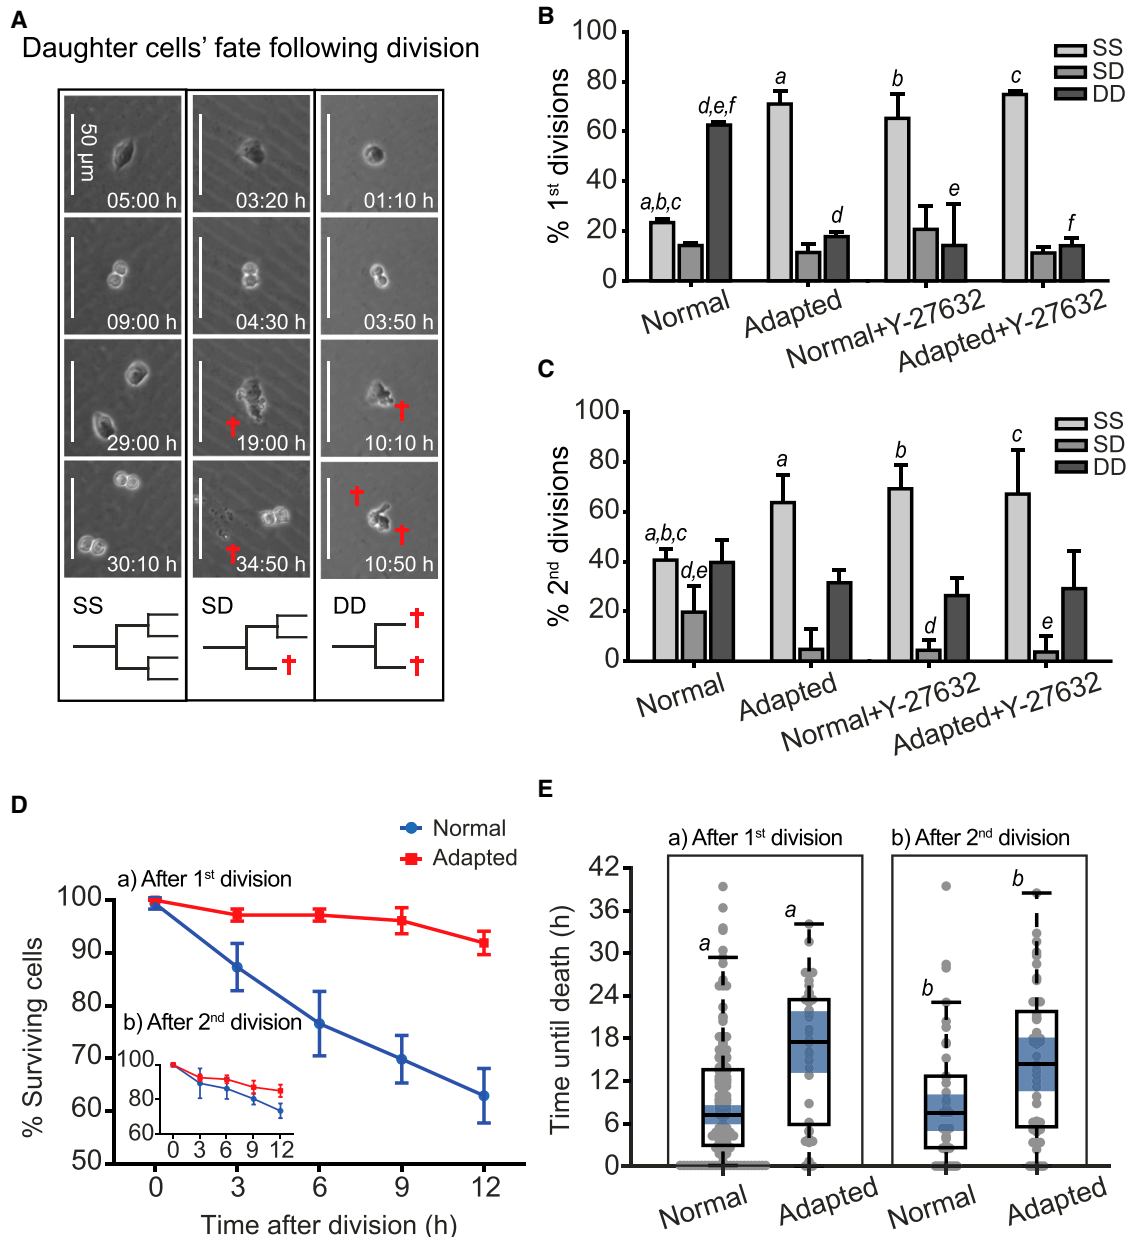 A
Daughter cells’ fate following division
50 µm
05:00 h
03:20 h
01:10 h
09:00 h
04:30 h
03:50 h
29:00 h
19:00 h
10:10 h
30:10 h
34:50 h
10:50 h
SS
SD
DD
B
% 1st divisions
100
80
60
40
20
0
a,b,c
d,e,f
a
d
b
e
c
f
SS
SD
DD
Normal
Adapted
Normal+Y-27632
Adapted+Y-27632
C
% 2nd divisions
100
80
60
40
20
0
a,b,c
d,e
a
b
d
c
e
SS
SD
DD
Normal
Adapted
Normal+Y-27632
Adapted+Y-27632
D
Normal
Adapted
a) After 1st division
% Surviving cells
100
90
80
70
60
50
b) After 2nd division
100
80
60
0 3 6 9 12
0 3 6 9 12
Time after division (h)
E
a) After 1st division
b) After 2nd division
Time until death (h)
42
36
30
24
18
12
6
0
a
a
b
b
Normal
Adapted
Normal
Adapted